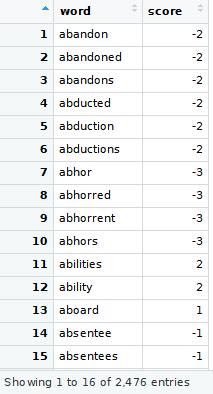 word score
1 abandon -2
2 abandoned -2
3 abandons -2
4 abducted -2
5 abduction -2
6 abductions -2
7 abhor -3
8 abhorred -3
9 abhorrent -3
10 abhors -3
11 abilities 2
12 ability 2
13 aboard 1
14 absentee -1
15 absentees -1
Showing 1 to 16 of 2,476 entries